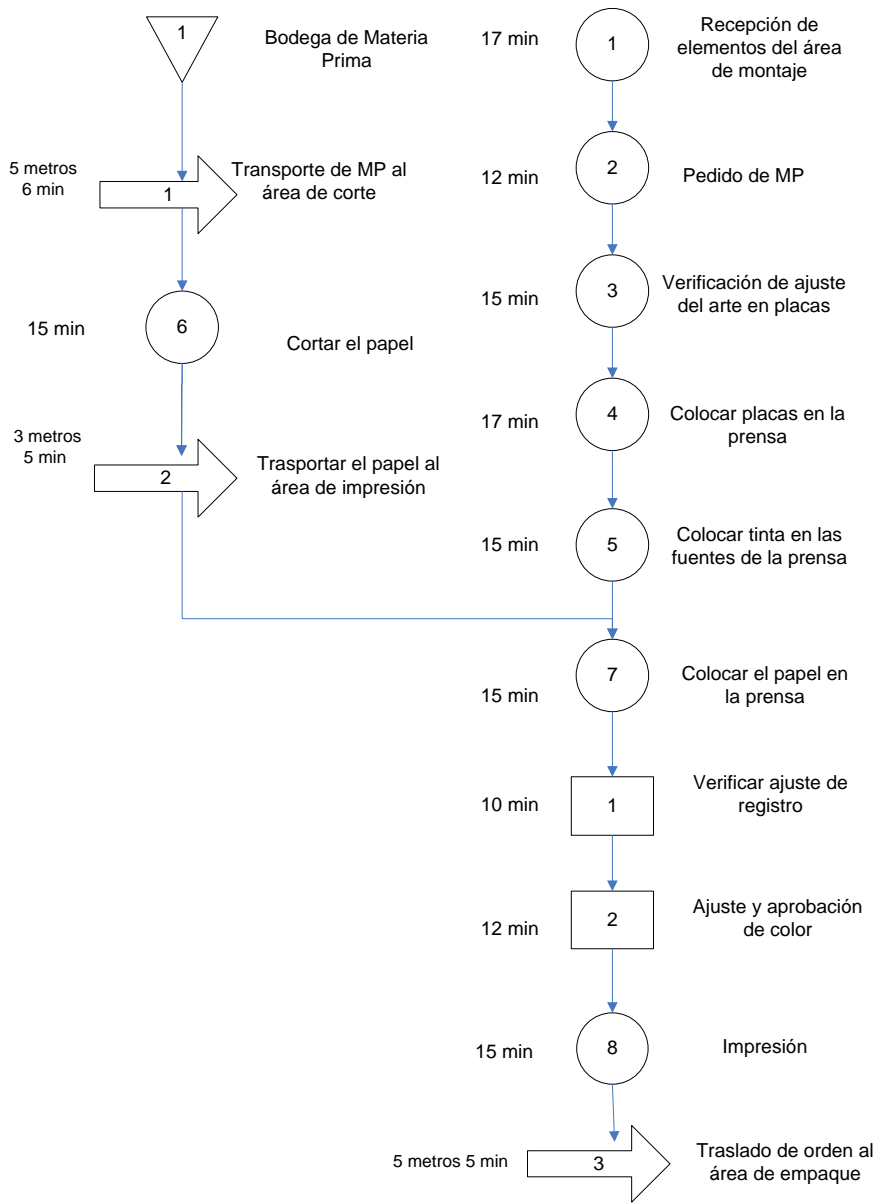 1
Bodega de Materia
Prima
5 metros
6 min
1
Transporte de MP al
área de corte
15 min
6
Cortar el papel
3 metros
5 min
2
Trasportar el papel al
área de impresión
17 min
1
Recepción de
elementos del área
de montaje
12 min
2
Pedido de MP
15 min
3
Verificación de ajuste
del arte en placas
17 min
4
Colocar placas en la
prensa
15 min
5
Colocar tinta en las
fuentes de la prensa
15 min
7
Colocar el papel en
la prensa
10 min
1
Verificar ajuste de
registro
12 min
2
Ajuste y aprobación
de color
15 min
8
Impresión
5 metros 5 min
3
Traslado de orden al
área de empaque